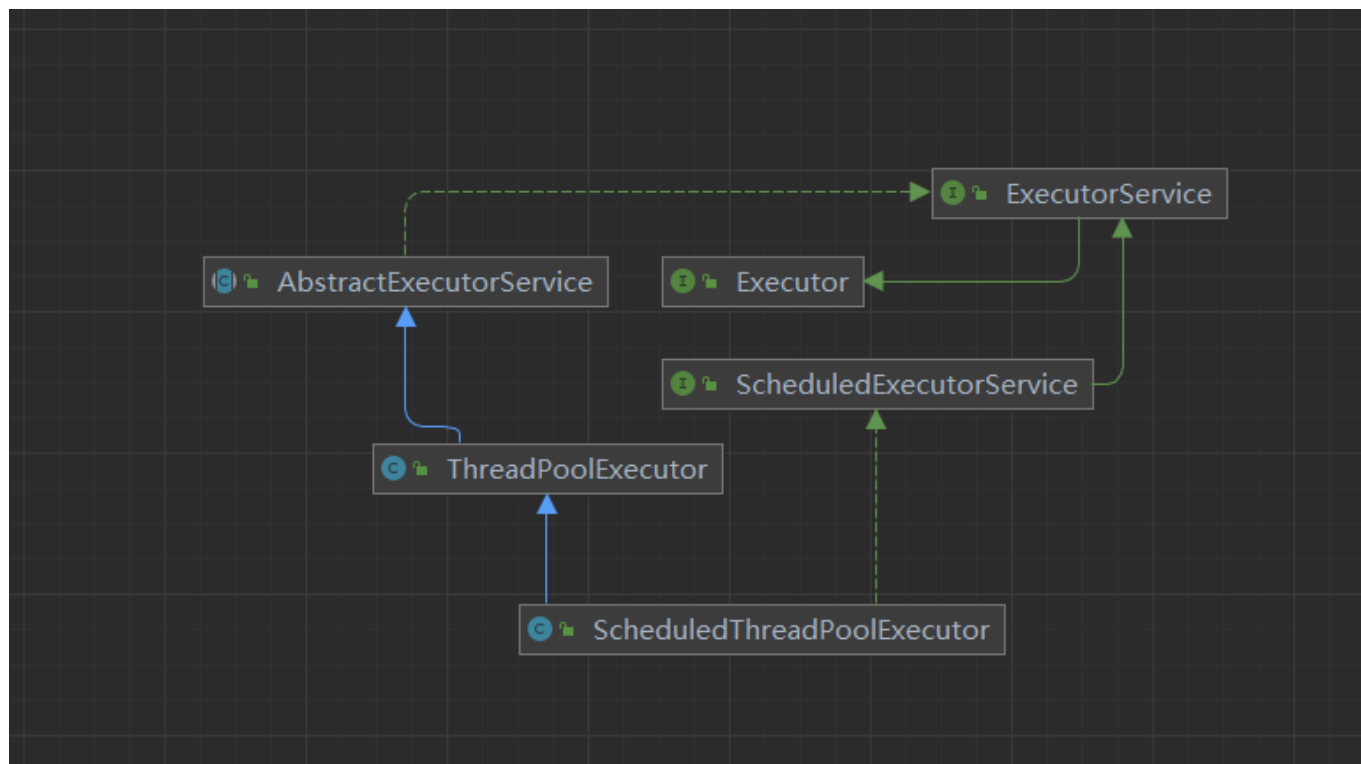 ExecutorService
AbstractExecutorService
Executor
ScheduledExecutorService
ThreadPoolExecutor
ScheduledThreadPoolExecutor